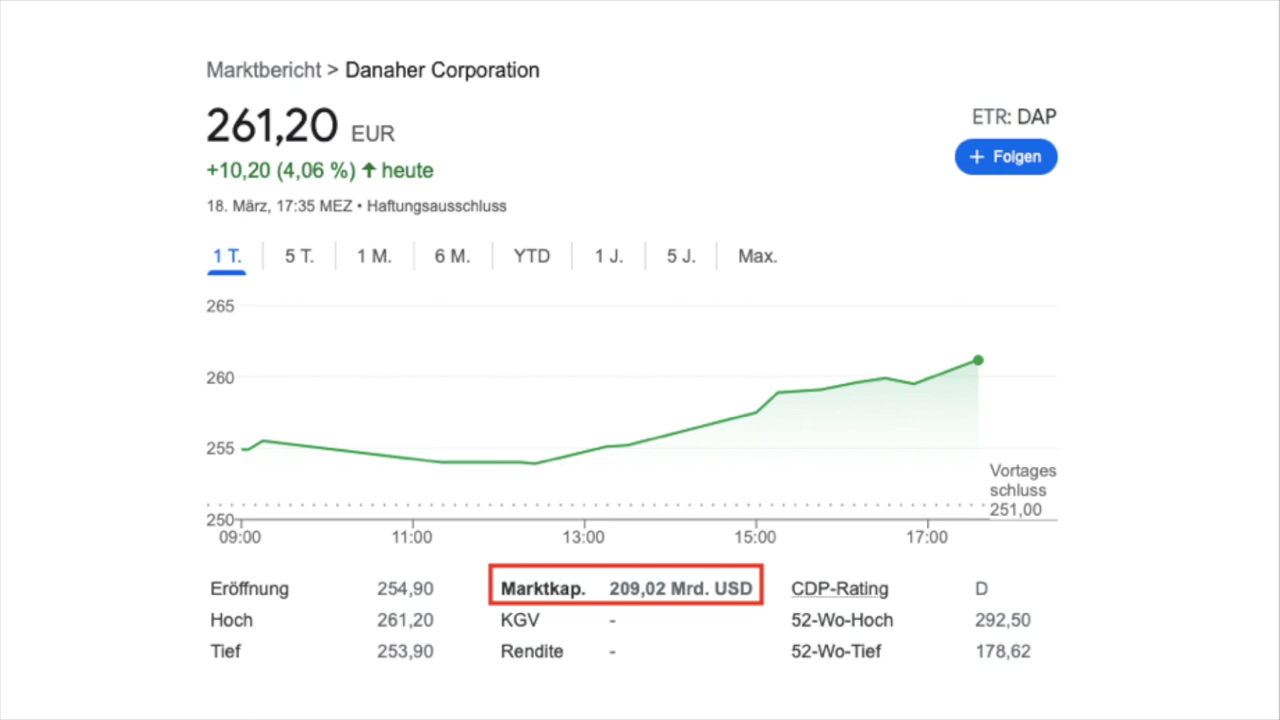 Marktbericht > Danaher Corporation
261,20 EUR
ETR: DAP
+10,20 (4,06 %) ↑ heute
+ Folgen
18. März, 17:35 MEZ • Haftungsausschluss
1 T. 5 T. 1 M. 6 M. YTD 1 J. 5 J. Max.
265
260
255
Vortages
schluss
251,00
250
09:00 11:00 13:00 15:00 17:00
Eröffnung 254,90 Marktkap. 209,02 Mrd. USD CDP-Rating D
Hoch 261,20 KGV - 52-Wo-Hoch 292,50
Tief 253,90 Rendite - 52-Wo-Tief 178,62